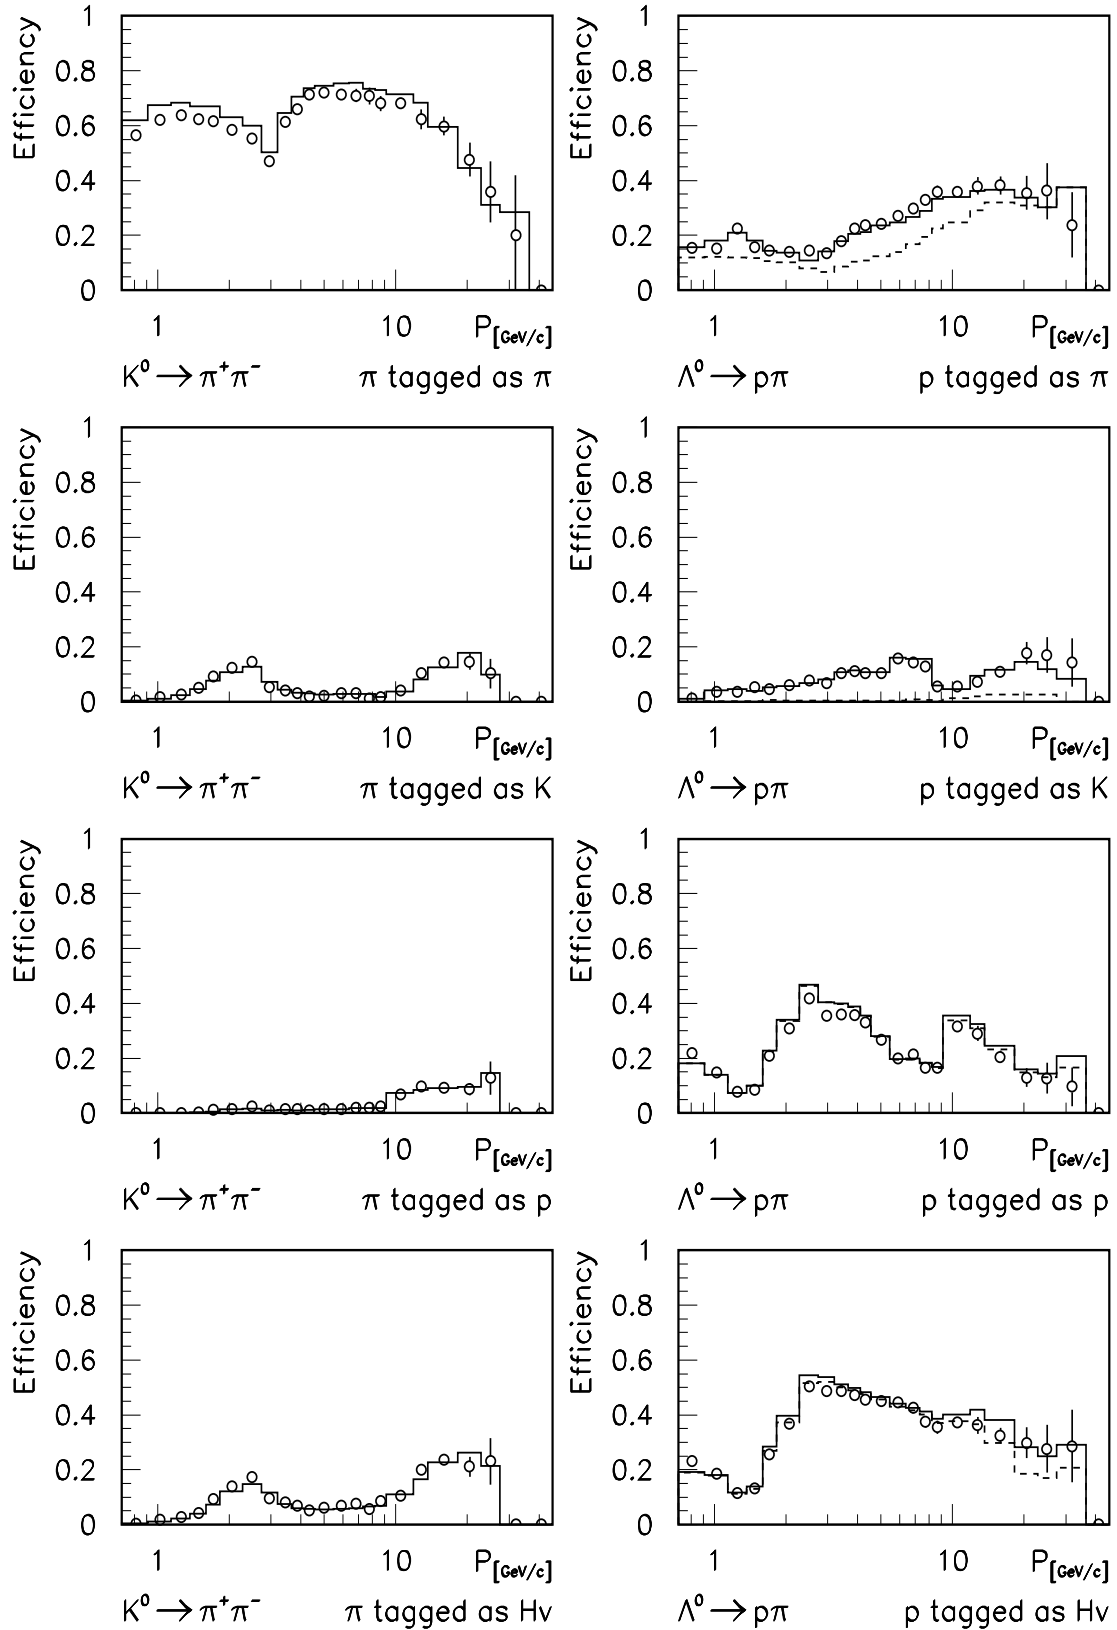 Efficiency
1
0.8
0.6
0.4
0.2
0
1 10 P[GeV/c]
K⁰ → π⁺π⁻ π tagged as π
Efficiency
1
0.8
0.6
0.4
0.2
0
1 10 P[GeV/c]
Λ⁰ → pπ p tagged as π
Efficiency
1
0.8
0.6
0.4
0.2
0
1 10 P[GeV/c]
K⁰ → π⁺π⁻ π tagged as K
Efficiency
1
0.8
0.6
0.4
0.2
0
1 10 P[GeV/c]
Λ⁰ → pπ p tagged as K
Efficiency
1
0.8
0.6
0.4
0.2
0
1 10 P[GeV/c]
K⁰ → π⁺π⁻ π tagged as p
Efficiency
1
0.8
0.6
0.4
0.2
0
1 10 P[GeV/c]
Λ⁰ → pπ p tagged as p
Efficiency
1
0.8
0.6
0.4
0.2
0
1 10 P[GeV/c]
K⁰ → π⁺π⁻ π tagged as Hv
Efficiency
1
0.8
0.6
0.4
0.2
0
1 10 P[GeV/c]
Λ⁰ → pπ p tagged as Hv